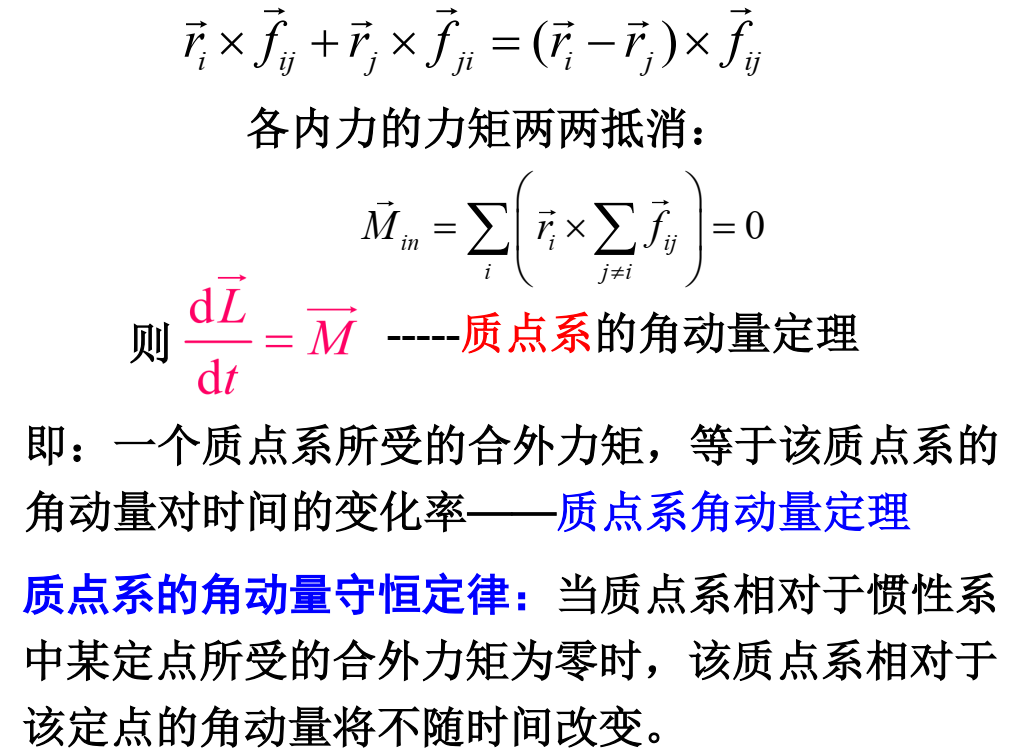 $\vec{r}_i \times \vec{f}_{ij} + \vec{r}_j \times \vec{f}_{ji} = (\vec{r}_i - \vec{r}_j) \times \vec{f}_{ij}$
各内力的力矩两两抵消：
$\vec{M}_{in} = \sum_i \left( \vec{r}_i \times \sum_{j \neq i} \vec{f}_{ij} \right) = 0$
则 $\frac{\mathrm{d}\vec{L}}{\mathrm{d}t} = \overrightarrow{M}$ -----质点系的角动量定理
即：一个质点系所受的合外力矩，等于该质点系的
角动量对时间的变化率——质点系角动量定理
质点系的角动量守恒定律：当质点系相对于惯性系
中某定点所受的合外力矩为零时，该质点系相对于
该定点的角动量将不随时间改变。